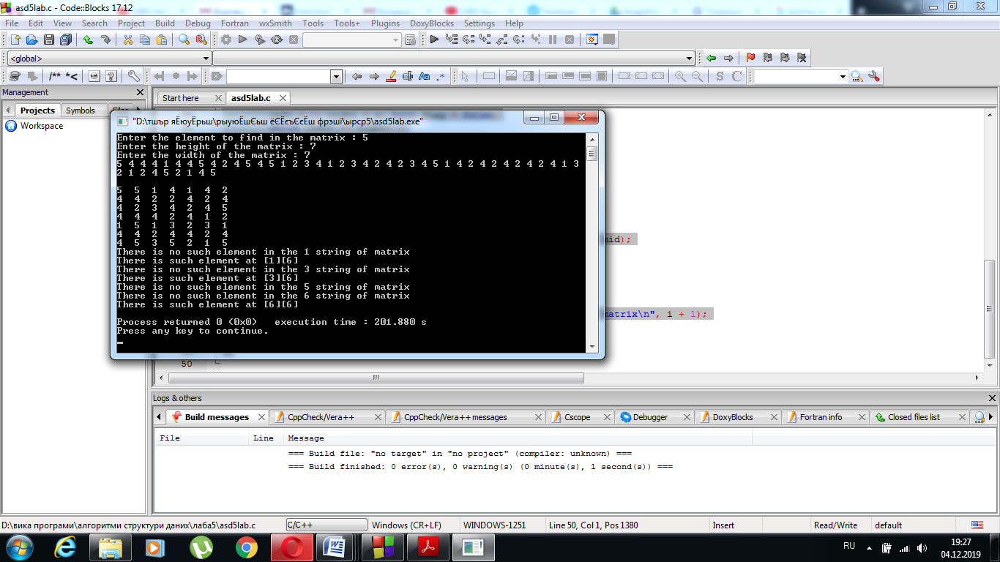 asd5lab.c - Code::Blocks 17.12
File Edit View Search Project Build Debug Fortran wxSmith Tools Tools+ Plugins DoxyBlocks Settings Help
<global>
/** *<
S C
Management
Projects Symbols Files
Workspace
Start here asd5lab.c
"D:\тшър яЁюуЁрьш\рыуюЁшЄьш ёЄЁєъЄєЁш фрэшї\ырср5\asd5lab.exe"
Enter the element to find in the matrix : 5
Enter the height of the matrix : 7
Enter the width of the matrix : 7
5 4 4 4 1 4 4 5 4 2 4 5 4 5 1 2 3 4 1 2 3 4 2 4 2 3 4 5 1 4 2 4 2 4 2 4 2 4 1 3
2 1 2 4 5 2 1 4 5
5 5 1 4 1 4 2
4 4 2 2 4 2 4
4 2 3 4 2 4 5
4 4 4 2 4 1 2
1 5 1 3 2 3 1
4 4 2 4 4 2 4
4 5 3 5 2 1 5
There is no such element in the 1 string of matrix
There is such element at [1][6]
There is no such element in the 3 string of matrix
There is such element at [3][6]
There is no such element in the 5 string of matrix
There is no such element in the 6 string of matrix
There is such element at [6][6]
Process returned 0 (0x0) execution time : 201.880 s
Press any key to continue.
mid);
matrix\n", i + 1);
50
Logs & others
Build messages CppCheck/Vera++ CppCheck/Vera++ messages Cscope Debugger DoxyBlocks Fortran info Closed files list
File Line Message
=== Build file: "no target" in "no project" (compiler: unknown) ===
=== Build finished: 0 error(s), 0 warning(s) (0 minute(s), 1 second(s)) ===
D:\вика програми\алгоритми структури даних\лаба5\asd5lab.c C/C++ Windows (CR+LF) WINDOWS-1251 Line 50, Col 1, Pos 1380 Insert Read/Write default
RU 19:27
04.12.2019